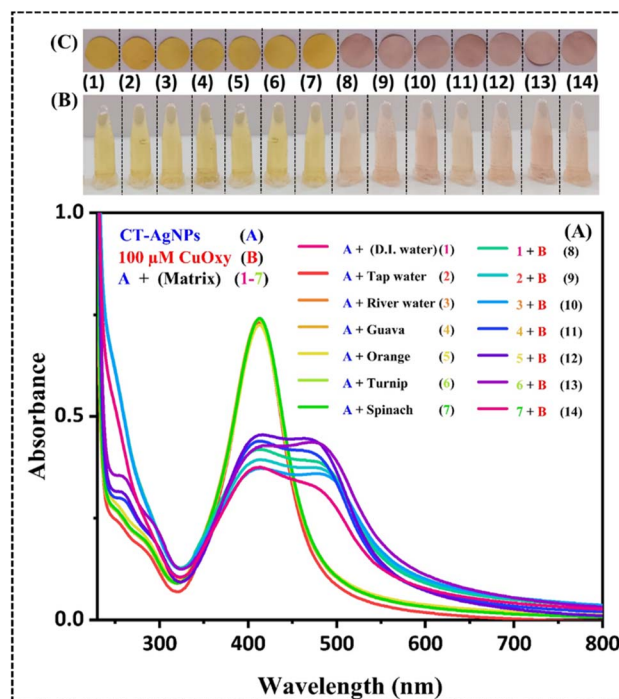 (C)
(1) (2) (3) (4) (5) (6) (7) (8) (9) (10) (11) (12) (13) (14)
(B)
1.0
CT-AgNPs (A)
100 μM CuOxy (B)
A + (Matrix) (1-7)
(A)
A + (D.I. water) (1)
A + Tap water (2)
A + River water (3)
A + Guava (4)
A + Orange (5)
A + Turnip (6)
A + Spinach (7)
1 + B (8)
2 + B (9)
3 + B (10)
4 + B (11)
5 + B (12)
6 + B (13)
7 + B (14)
Absorbance
0.5
0.0
300 400 500 600 700 800
Wavelength (nm)